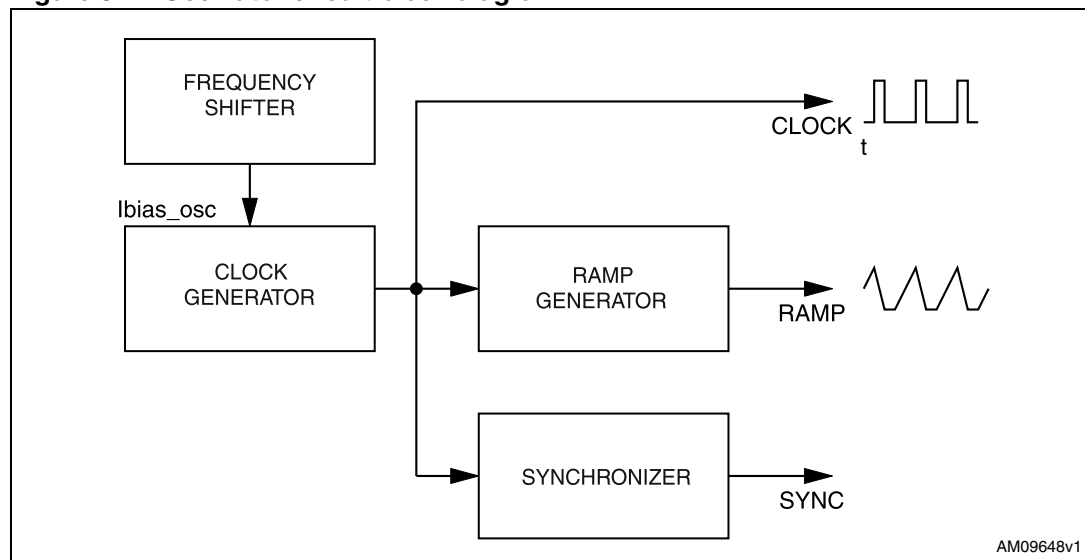 FREQUENCY
SHIFTER
CLOCK
t
Ibias_osc
CLOCK
GENERATOR
RAMP
GENERATOR
RAMP
SYNCHRONIZER
SYNC
AM09648v1